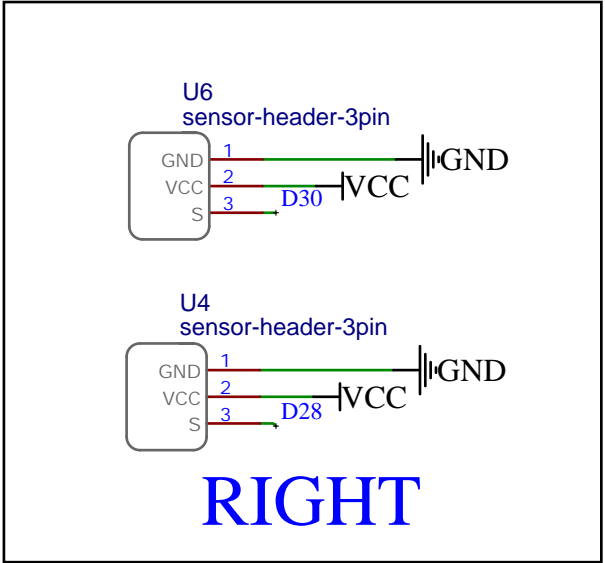 U6
sensor-header-3pin
GND 1 GND
VCC 2 VCC
S 3 D30
U4
sensor-header-3pin
GND 1 GND
VCC 2 VCC
S 3 D28
RIGHT